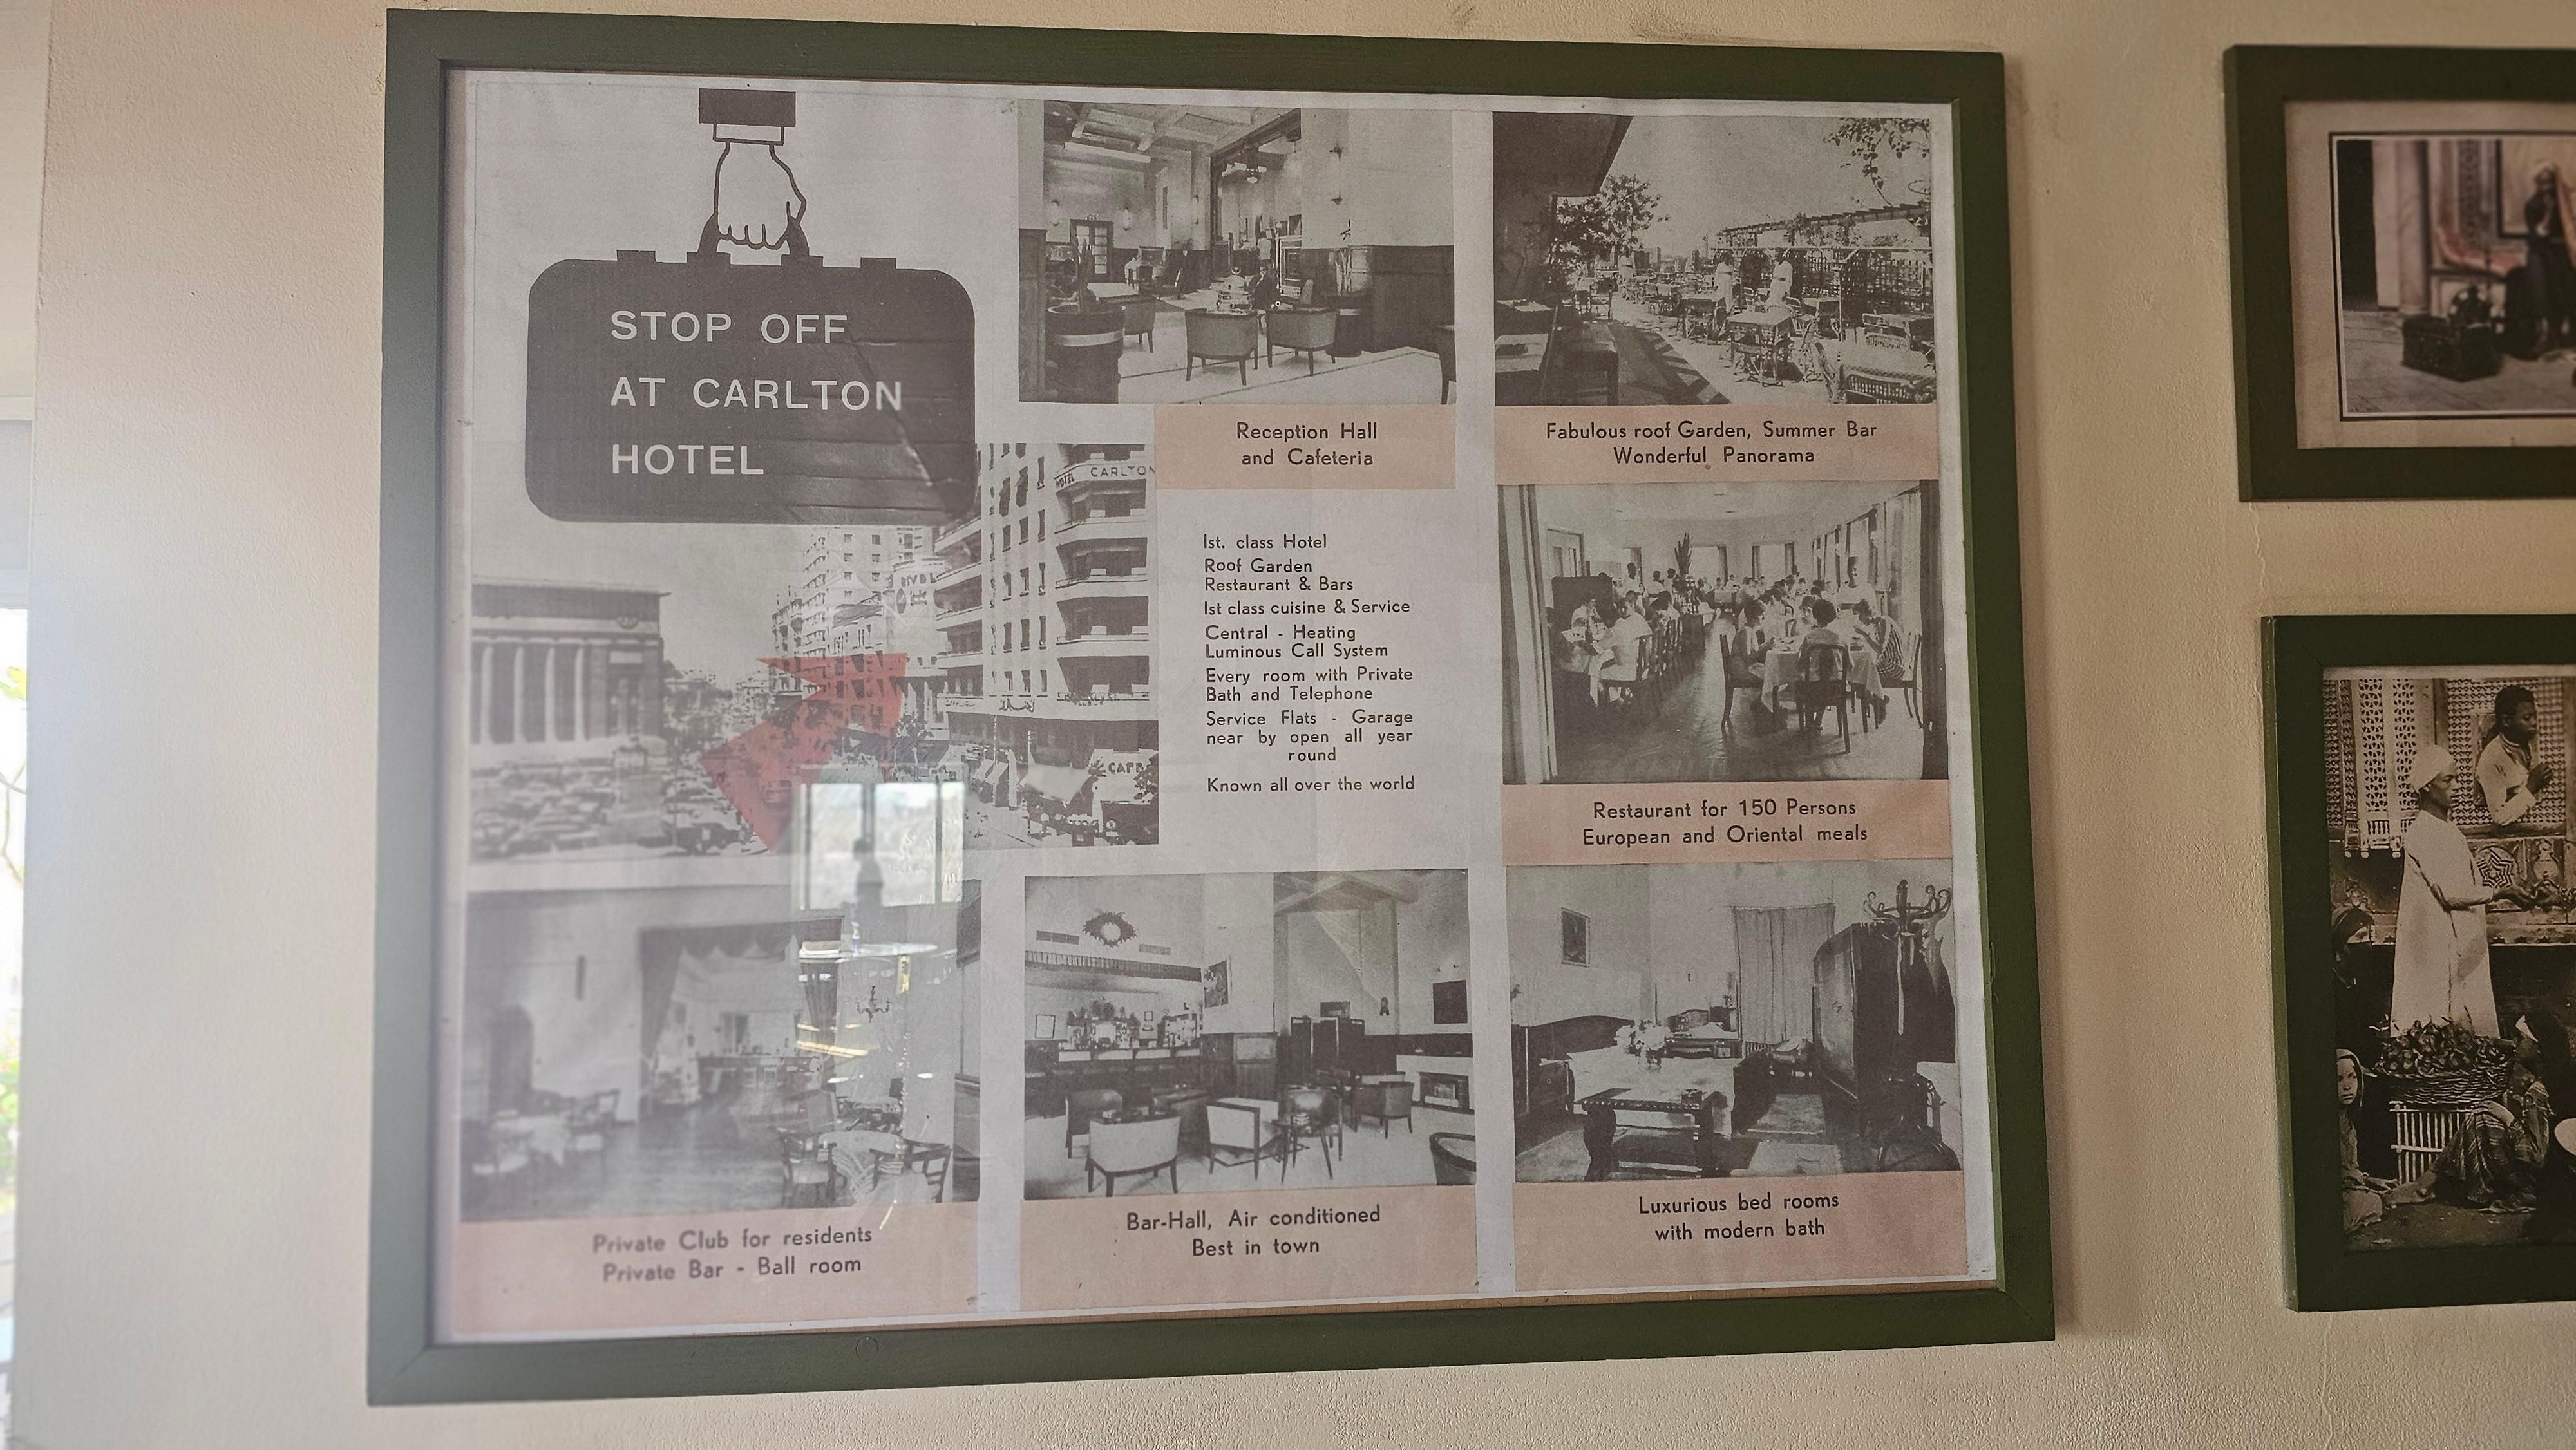 STOP OFF
AT CARLTON
HOTEL
Reception Hall
and Cafeteria
Fabulous roof Garden, Summer Bar
Wonderful Panorama
HOTEL CARLTON
CAFE
Ist. class Hotel
Roof Garden
Restaurant & Bars
Ist class cuisine & Service
Central - Heating
Luminous Call System
Every room with Private
Bath and Telephone
Service Flats - Garage
near by open all year
round
Known all over the world
Restaurant for 150 Persons
European and Oriental meals
Private Club for residents
Private Bar - Ball room
Bar-Hall, Air conditioned
Best in town
Luxurious bed rooms
with modern bath